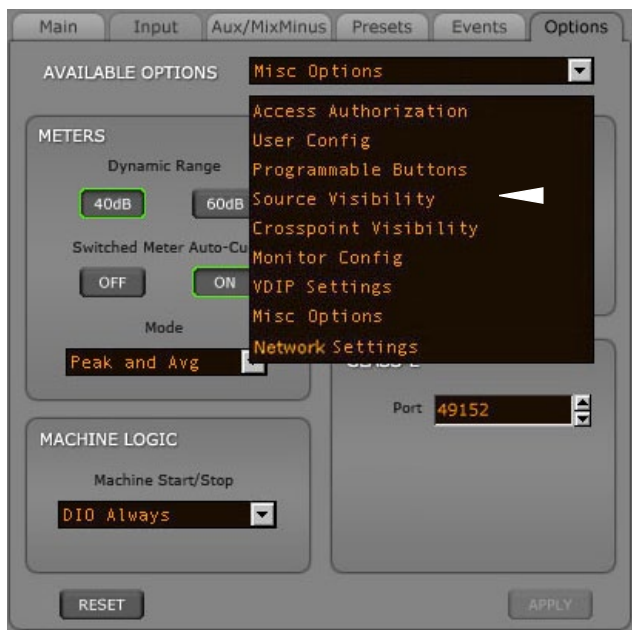 Main Input Aux/MixMinus Presets Events Options
AVAILABLE OPTIONS Misc Options
Access Authorization
User Config
Programmable Buttons
Source Visibility
Crosspoint Visibility
Monitor Config
VDIP Settings
Misc Options
Network Settings
METERS
Dynamic Range
40dB 60dB
Switched Meter
OFF ON
Mode
Peak and Avg
Port 49152
MACHINE LOGIC
Machine Start/Stop
DIO Always
RESET APPLY